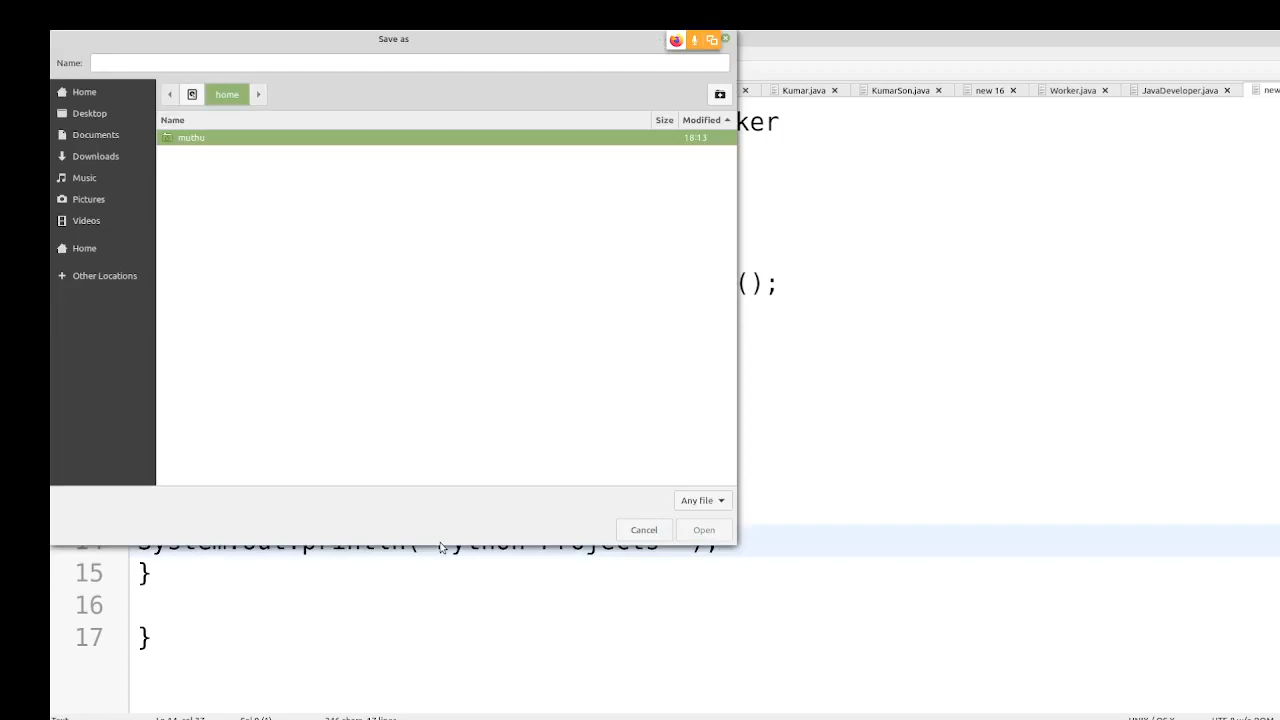 Save as
Name:
Home
Desktop
Documents
Downloads
Music
Pictures
Videos
Home
Other Locations
home
Name Size Modified
muthu 18:13
Any file
Cancel Open
Kumar.java KumarSon.java new 16 Worker.java JavaDeveloper.java new
ker
();
15 }
16
17 }